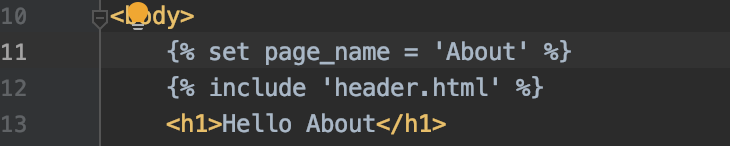 10 <body>
11 {% set page_name = 'About' %}
12 {% include 'header.html' %}
13 <h1>Hello About</h1>